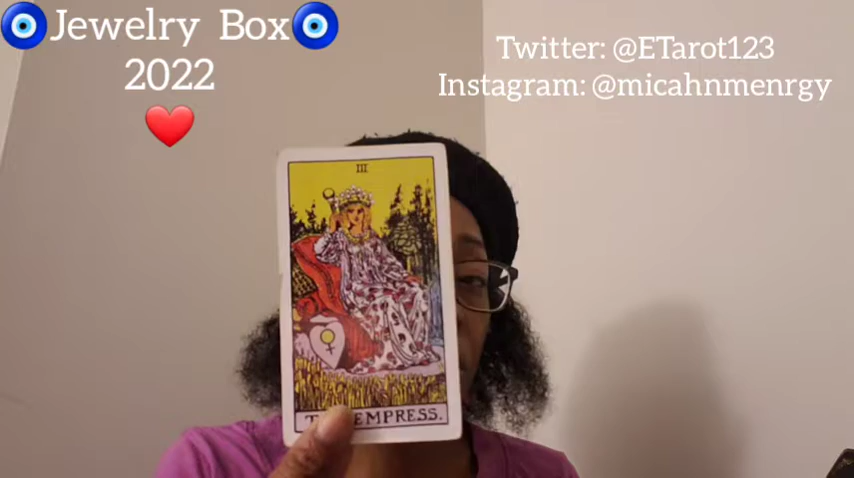 🧿Jewelry Box🧿
2022
❤️
Twitter: @ETarot123
Instagram: @micahnmenrgy
III
T EMPRESS.